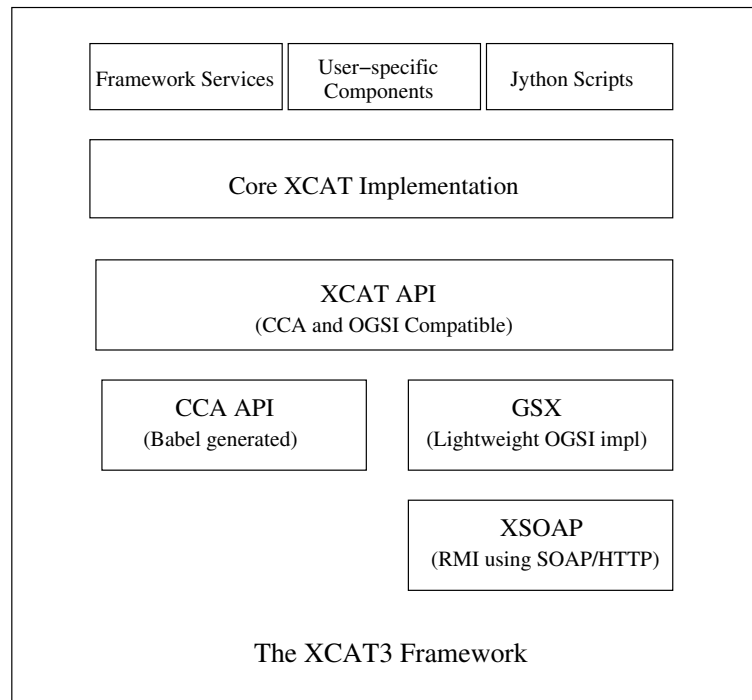 Framework Services
User−specific
Components
Jython Scripts
Core XCAT Implementation
XCAT API
(CCA and OGSI Compatible)
CCA API
(Babel generated)
GSX
(Lightweight OGSI impl)
XSOAP
(RMI using SOAP/HTTP)
The XCAT3 Framework